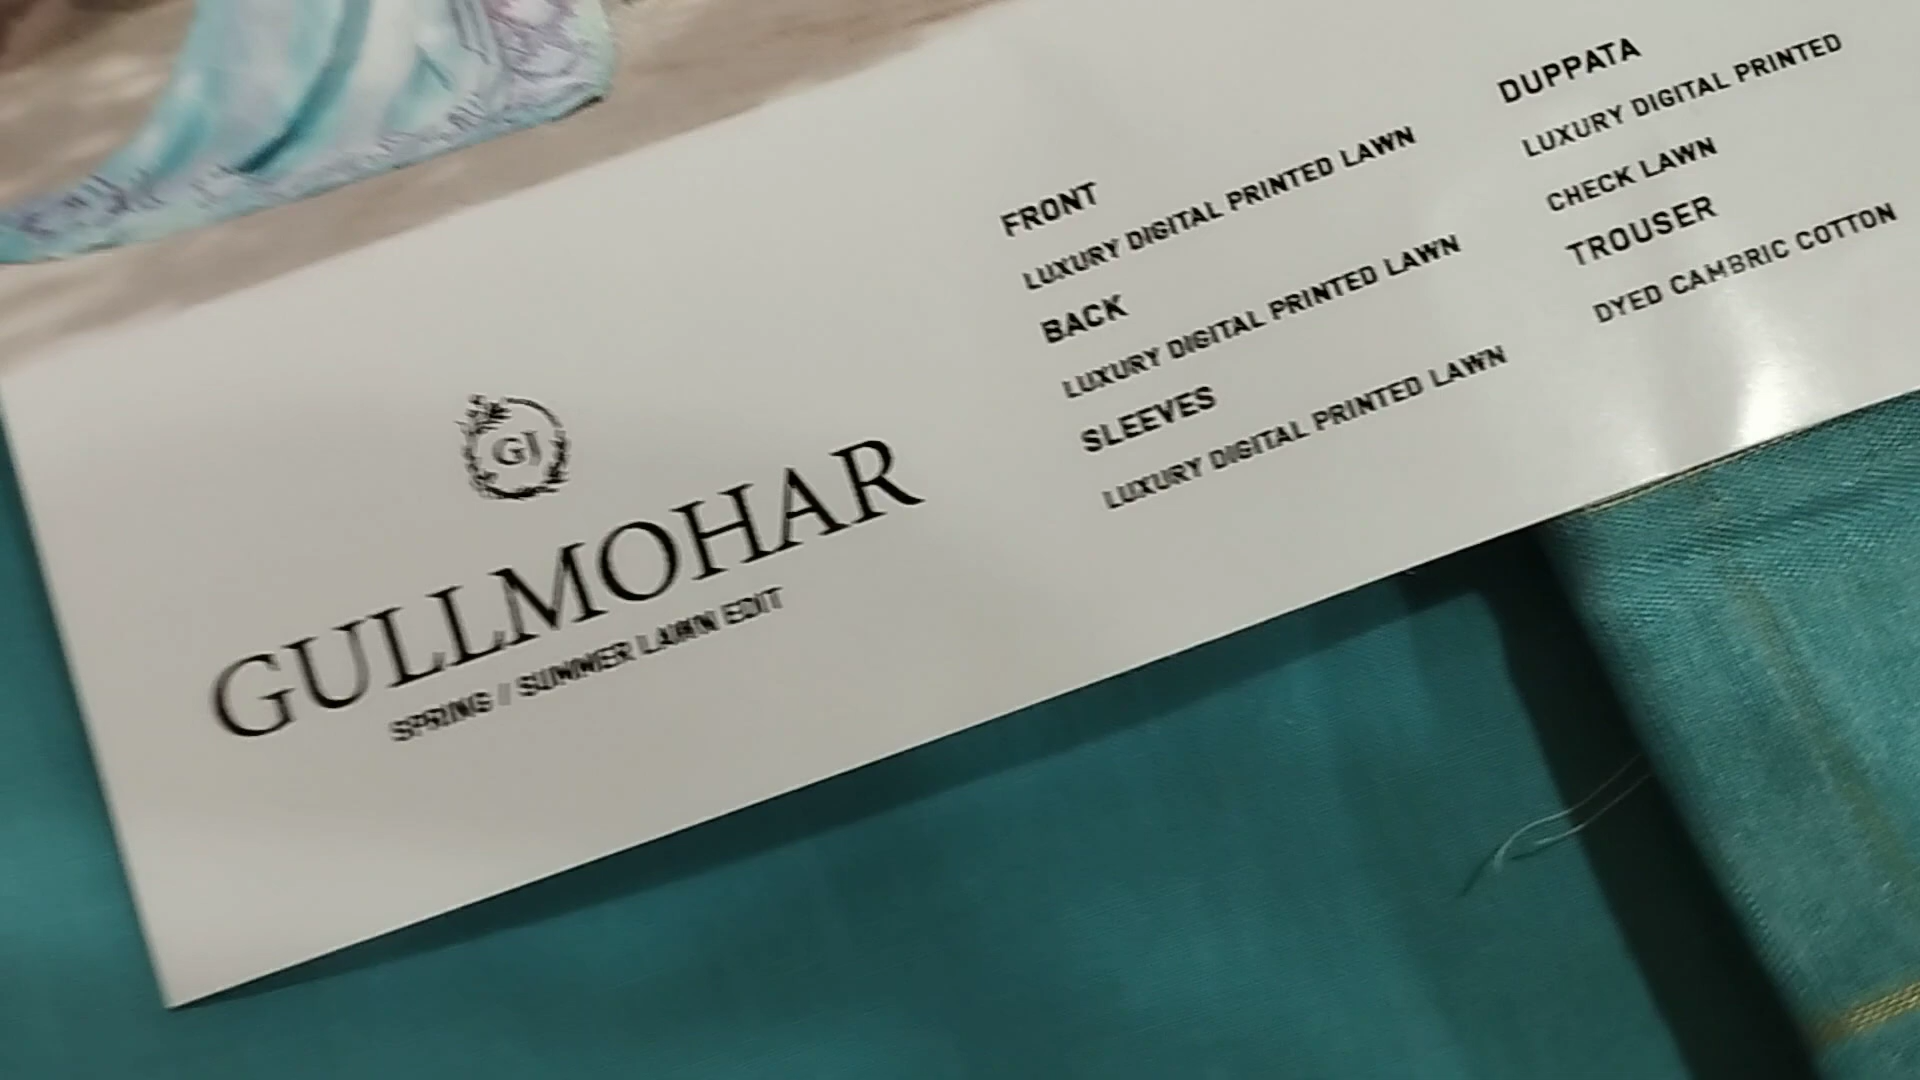 GJ
GULLMOHAR
SPRING / SUMMER LAWN EDIT
FRONT
LUXURY DIGITAL PRINTED LAWN
BACK
LUXURY DIGITAL PRINTED LAWN
SLEEVES
LUXURY DIGITAL PRINTED LAWN
DUPPATA
LUXURY DIGITAL PRINTED
CHECK LAWN
TROUSER
DYED CAMBRIC COTTON